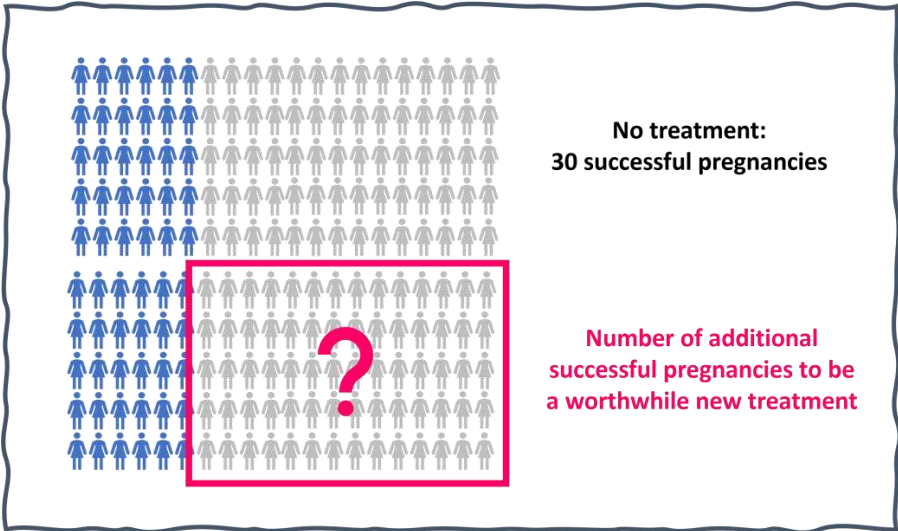 No treatment:
30 successful pregnancies
?
Number of additional
successful pregnancies to be
a worthwhile new treatment